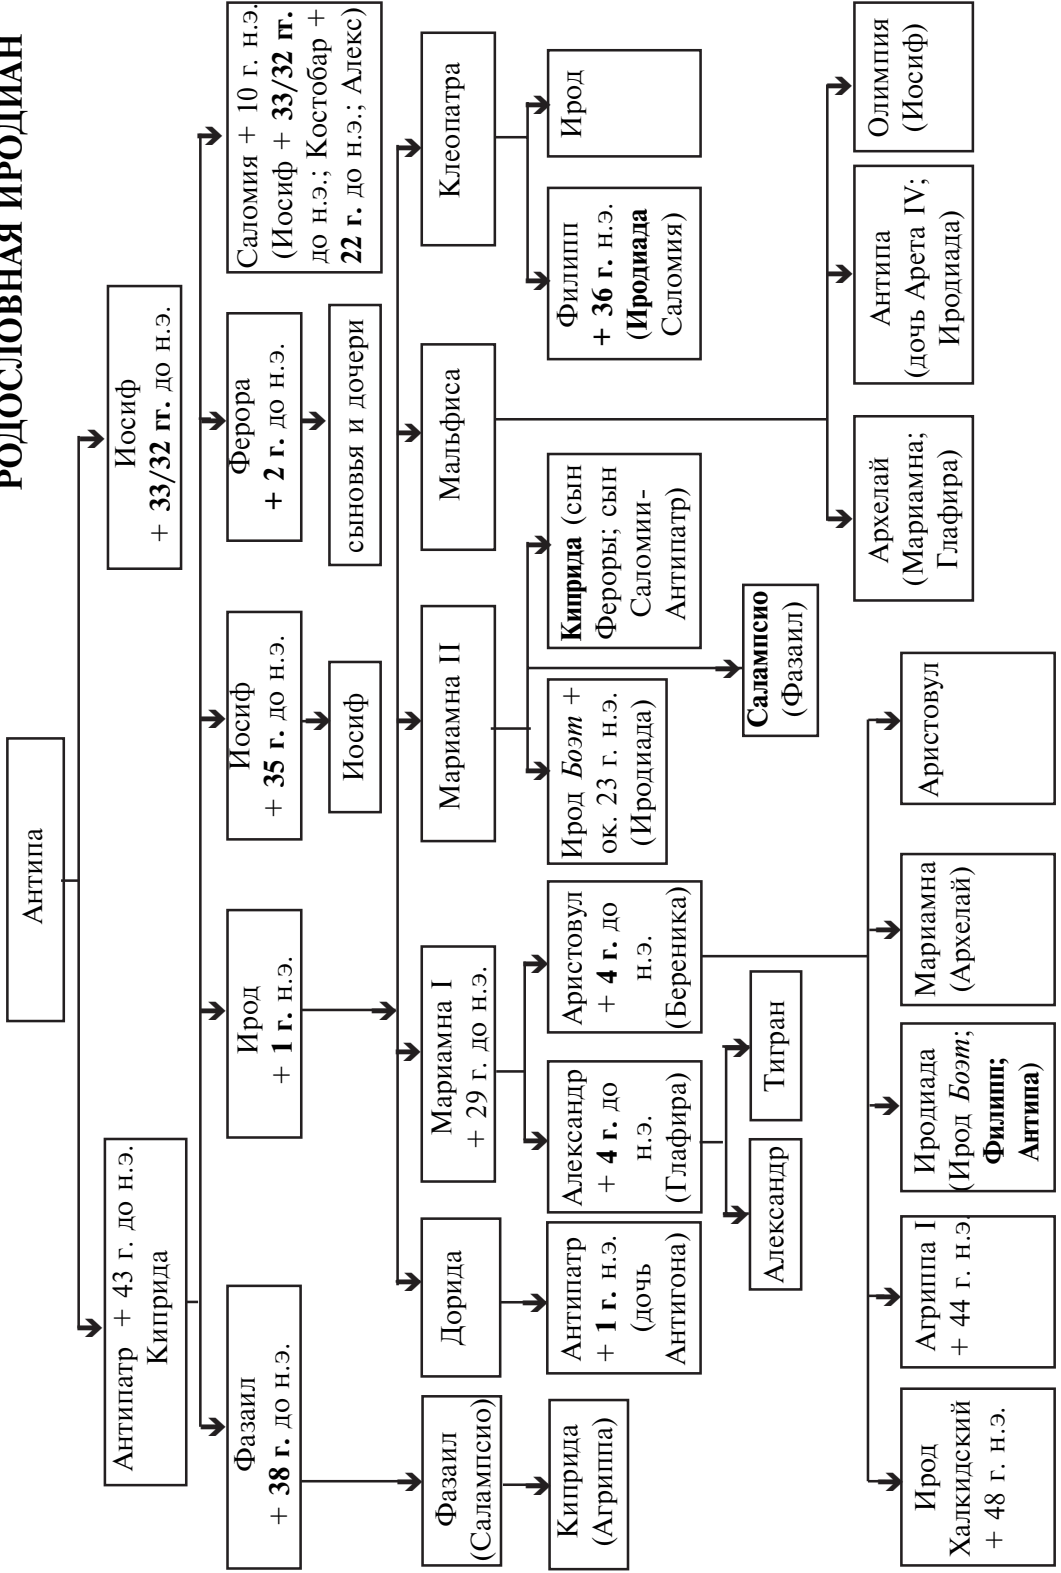 РОДОСЛОВНАЯ ИРОДИАН
Антипа
Антипатр + 43 г. до н.э.
Киприда
Иосиф
+ 33/32 гг. до н.э.
Фазаил
+ 38 г. до н.э.
Ирод
+ 1 г. н.э.
Иосиф
+ 35 г. до н.э.
Ферора
+ 2 г. до н.э.
Саломия + 10 г. н.э.
(Иосиф + 33/32 гг.
до н.э.; Костобар +
22 г. до н.э.; Алекс)
Иосиф
сыновья и дочери
Фазаил
(Салампсио)
Дорида
Мариамна I
+ 29 г. до н.э.
Мариамна II
Мальфиса
Клеопатра
Киприда
(Агриппа)
Антипатр
+ 1 г. н.э.
(дочь
Антигона)
Александр
+ 4 г. до
н.э.
(Глафира)
Аристовул
+ 4 г. до
н.э.
(Береника)
Ирод Боэт +
ок. 23 г. н.э.
(Иродиада)
Киприда (сын
Фероры; сын
Саломии-
Антипатр)
Филипп
+ 36 г. н.э.
(Иродиада
Саломия)
Ирод
Александр
Тигран
Салампсио
(Фазаил)
Архелай
(Мариамна;
Глафира)
Антипа
(дочь Арета IV;
Иродиада)
Олимпия
(Иосиф)
Ирод
Халкидский
+ 48 г. н.э.
Агриппа I
+ 44 г. н.э.
Иродиада
(Ирод Боэт;
Филипп;
Антипа)
Мариамна
(Архелай)
Аристовул